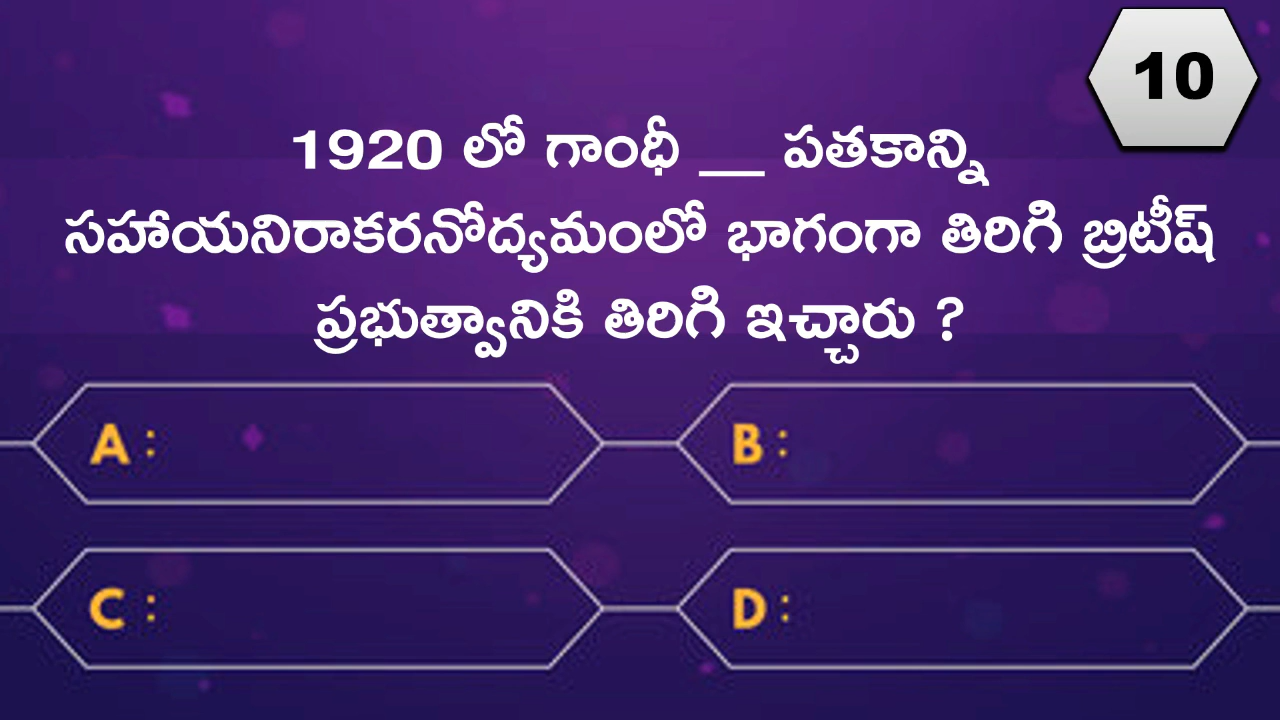 10
1920 లో గాంధీ __ పతకాన్ని
సహాయనిరాకరనోద్యమంలో భాగంగా తిరిగి బ్రిటీష్
ప్రభుత్వానికి తిరిగి ఇచ్చారు ?
A :
B :
C :
D :